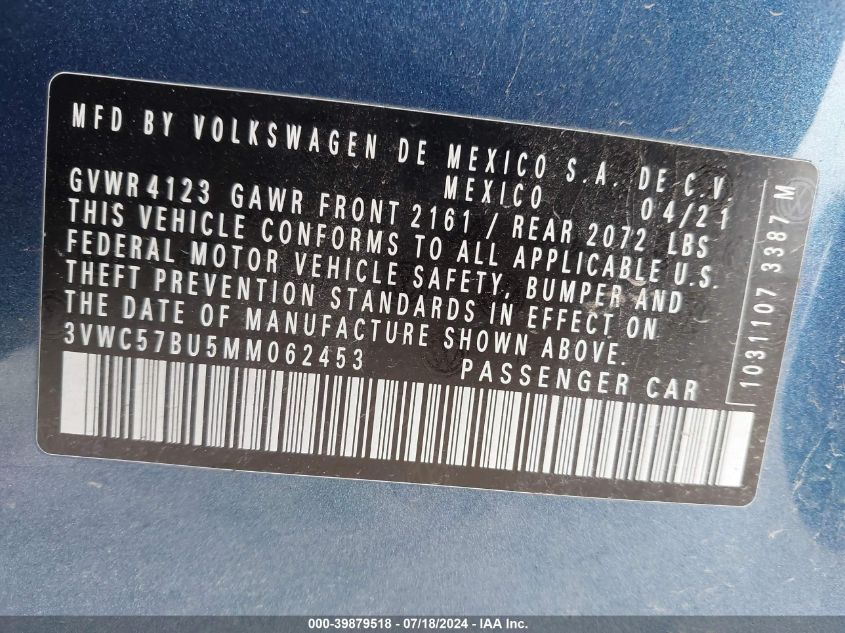 MFD BY VOLKSWAGEN DE MEXICO S.A. DE C.V.
MEXICO 04/21
GVWR 4123 GAWR FRONT 2161 / REAR 2072 LBS
THIS VEHICLE CONFORMS TO ALL APPLICABLE U.S.
FEDERAL MOTOR VEHICLE SAFETY, BUMPER AND
THEFT PREVENTION STANDARDS IN EFFECT ON
THE DATE OF MANUFACTURE SHOWN ABOVE.
3VWC57BU5MM062453 PASSENGER CAR
1031107 3387 M
000-39879518 - 07/18/2024 - IAA Inc.